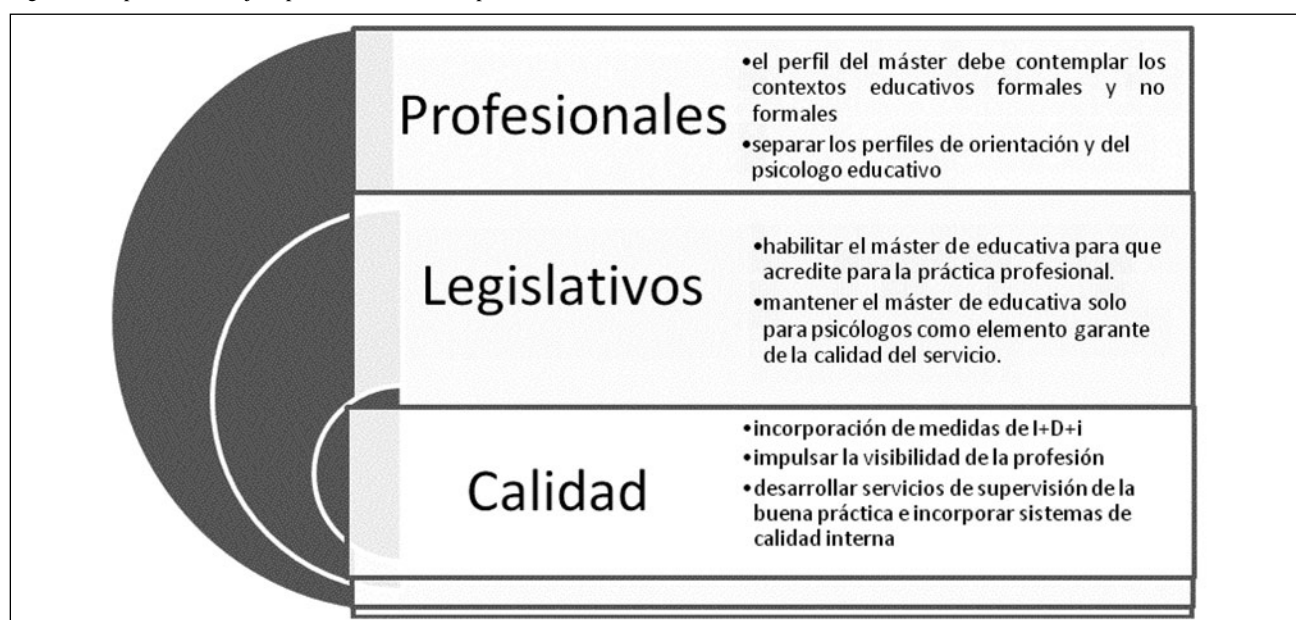 Profesionales
•el perfil del máster debe contemplar los
contextos educativos formales y no
formales
•separar los perfiles de orientación y del
psicologo educativo
Legislativos
•habilitar el máster de educativa para que
acredite para la práctica profesional.
•mantener el máster de educativa solo
para psicólogos como elemento garante
de la calidad del servicio.
Calidad
•incorporación de medidas de I+D+i
•impulsar la visibilidad de la profesión
•desarrollar servicios de supervisión de la
buena práctica e incorporar sistemas de
calidad interna